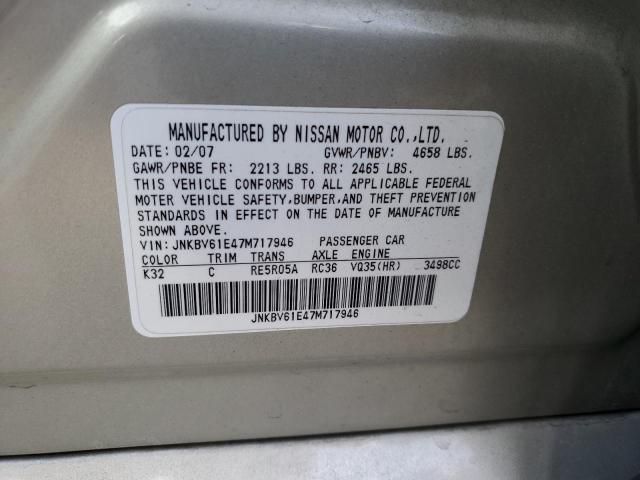 MANUFACTURED BY NISSAN MOTOR CO.,LTD.
DATE: 02/07 GVWR/PNBV: 4658 LBS.
GAWR/PNBE FR: 2213 LBS. RR: 2465 LBS.
THIS VEHICLE CONFORMS TO ALL APPLICABLE FEDERAL
MOTER VEHICLE SAFETY,BUMPER,AND THEFT PREVENTION
STANDARDS IN EFFECT ON THE DATE OF MANUFACTURE
SHOWN ABOVE.
VIN: JNKBV61E47M717946 PASSENGER CAR
COLOR TRIM TRANS AXLE ENGINE
K32 C RE5R05A RC36 VQ35(HR) 3498CC
JNKBV61E47M717946